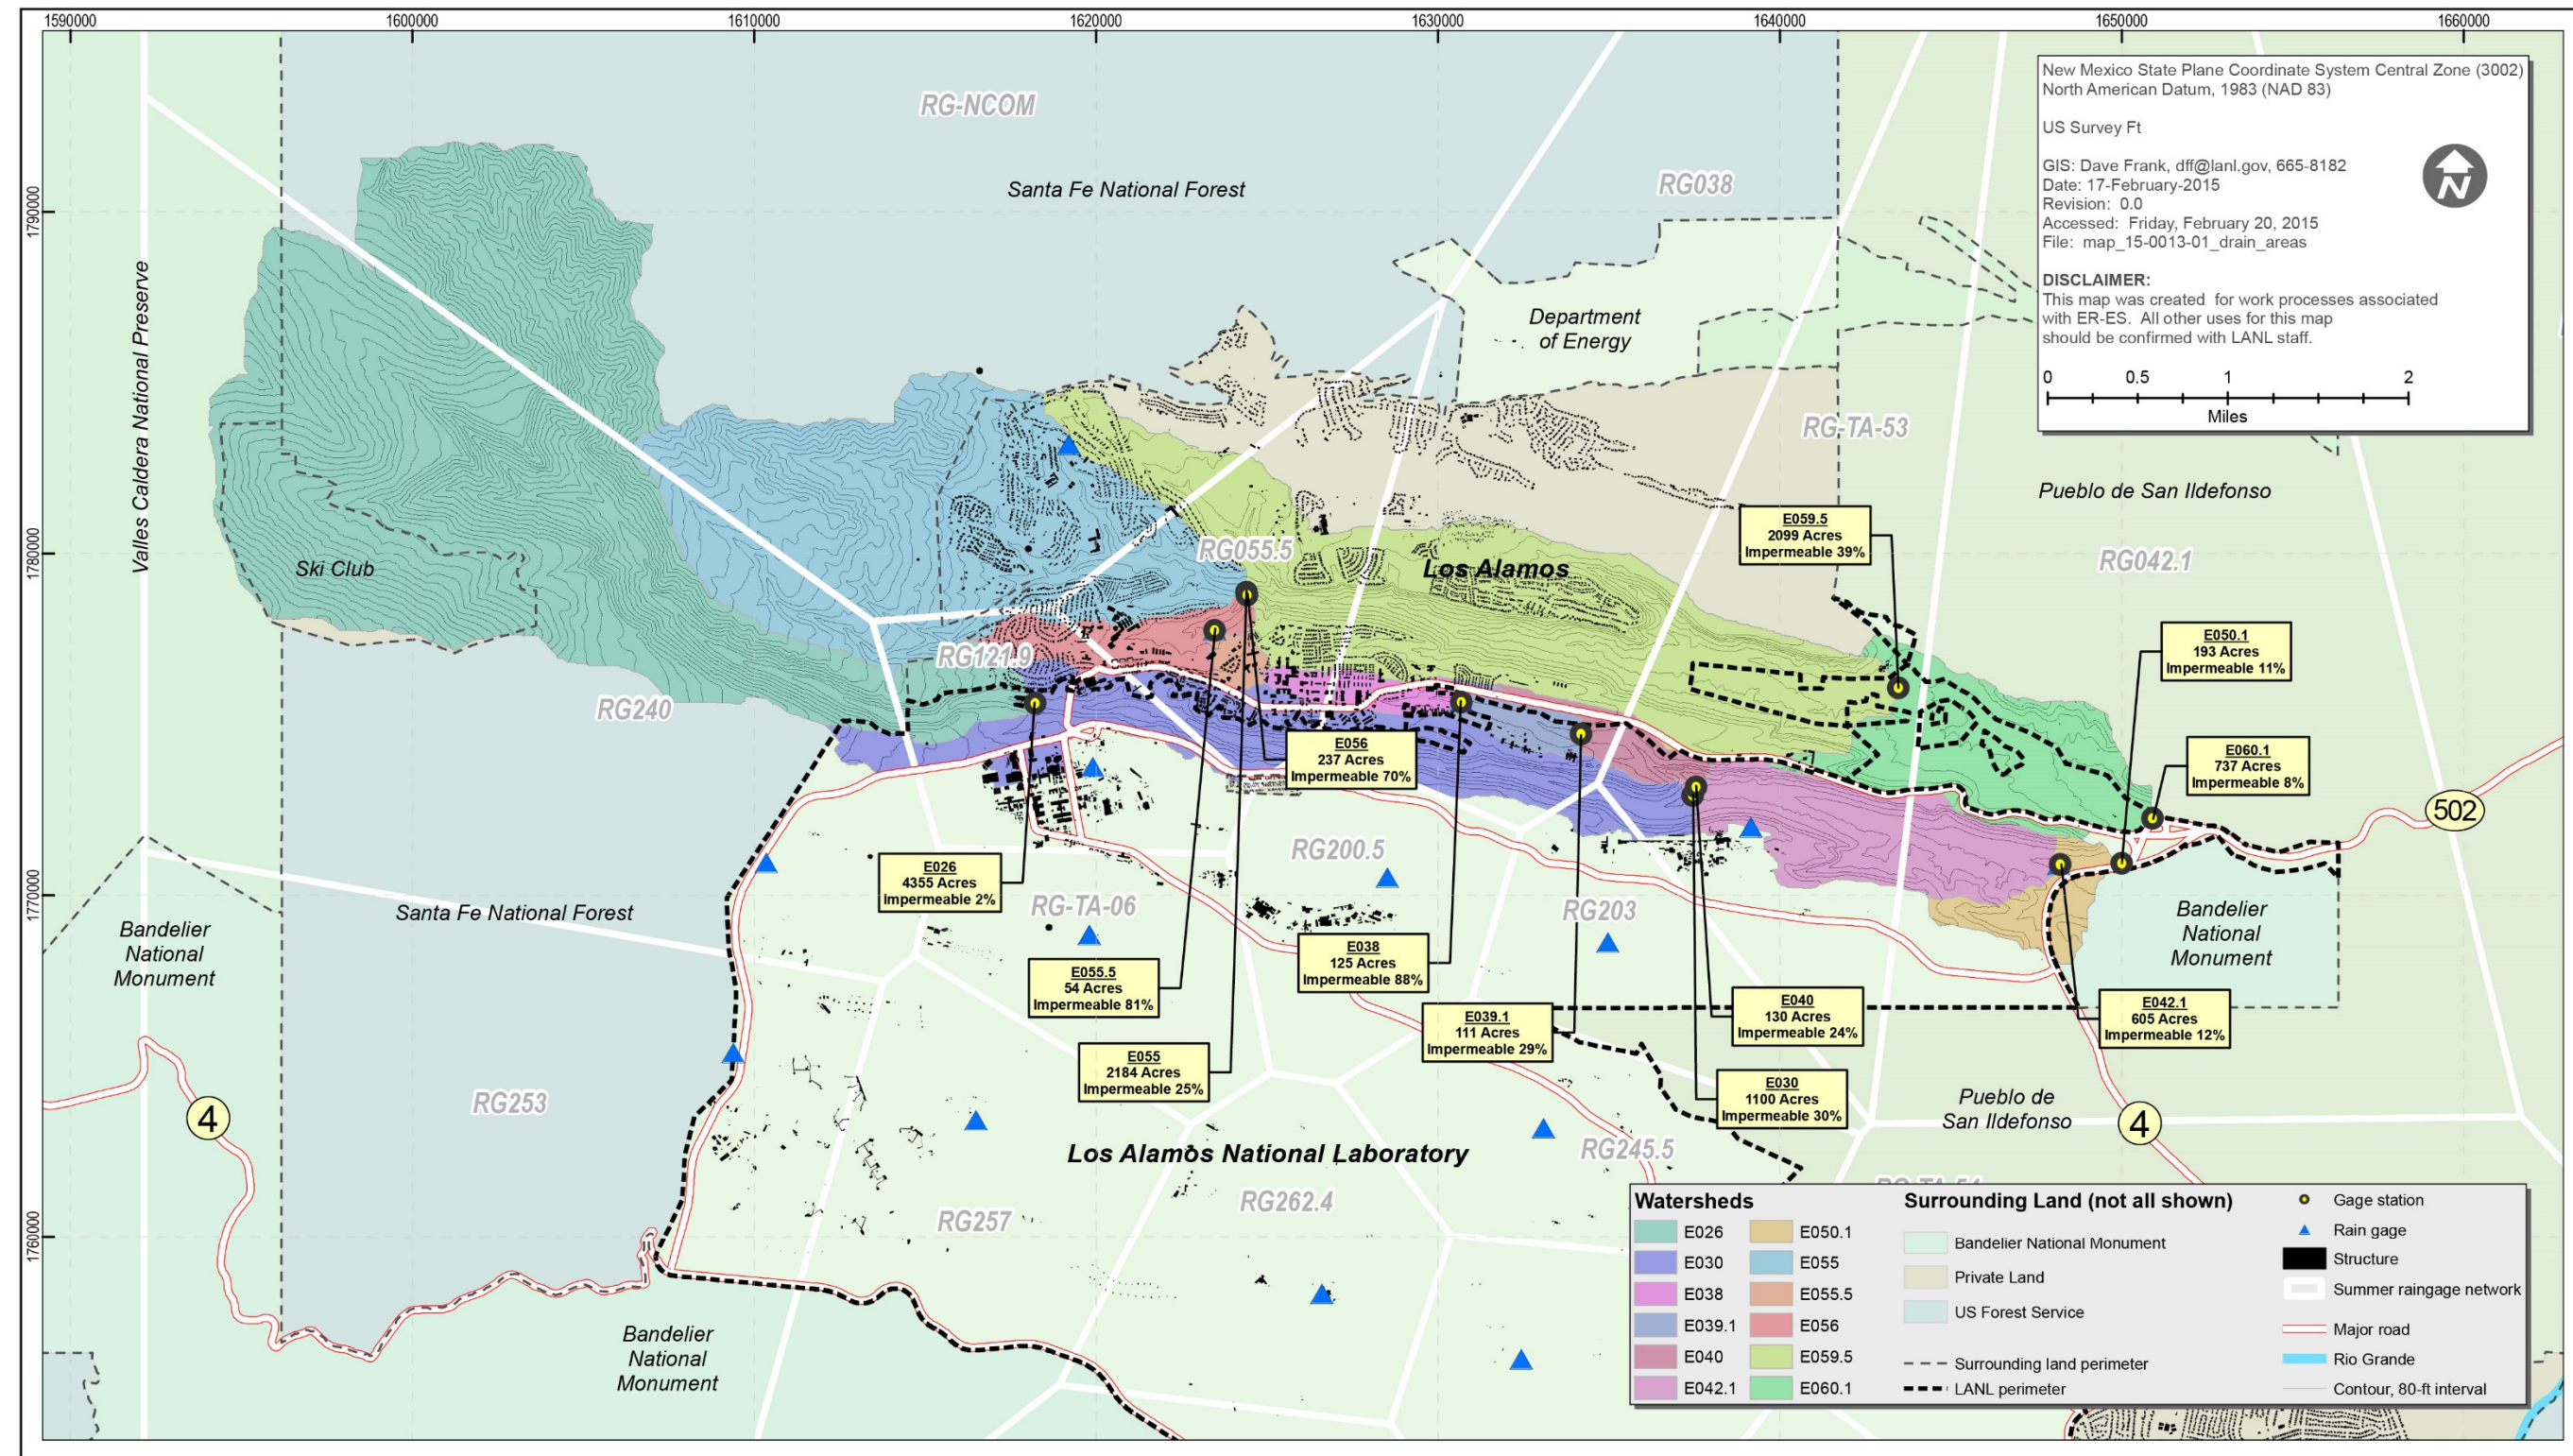 1590000
1600000
1610000
1620000
1630000
1640000
1650000
1660000
New Mexico State Plane Coordinate System Central Zone (3002)
North American Datum, 1983 (NAD 83)
US Survey Ft
GIS: Dave Frank, dff@lanl.gov, 665-8182
Date: 17-February-2015
Revision: 0.0
Accessed: Friday, February 20, 2015
File: map_15-0013-01_drain_areas
DISCLAIMER:
This map was created for work processes associated
with ER-ES. All other uses for this map
should be confirmed with LANL staff.
0 0.5 1 2
Miles
N
RG-NCOM
Santa Fe National Forest
RG038
1790000
Valles Caldera National Preserve
Department
of Energy
RG-TA-53
Pueblo de San Ildefonso
E059.5
2099 Acres
Impermeable 39%
1780000
Ski Club
RG055.5
Los Alamos
RG042.1
E050.1
193 Acres
Impermeable 11%
RG121.9
RG240
E056
237 Acres
Impermeable 70%
E060.1
737 Acres
Impermeable 8%
502
RG200.5
E026
4355 Acres
Impermeable 2%
1770000
RG-TA-06
RG203
Santa Fe National Forest
Bandelier
National
Monument
Bandelier
National
Monument
E038
125 Acres
Impermeable 88%
E055.5
54 Acres
Impermeable 81%
E040
130 Acres
Impermeable 24%
E042.1
605 Acres
Impermeable 12%
E039.1
111 Acres
Impermeable 29%
E055
2184 Acres
Impermeable 25%
E030
1100 Acres
Impermeable 30%
RG253
4
Pueblo de
San Ildefonso
4
Los Alamos National Laboratory
RG245.5
RG262.4
RG257
1760000
Bandelier
National
Monument
Watersheds
E026
E030
E038
E039.1
E040
E042.1
E050.1
E055
E055.5
E056
E059.5
E060.1
Surrounding Land (not all shown)
Bandelier National Monument
Private Land
US Forest Service
Surrounding land perimeter
LANL perimeter
Gage station
Rain gage
Structure
Summer raingage network
Major road
Rio Grande
Contour, 80-ft interval